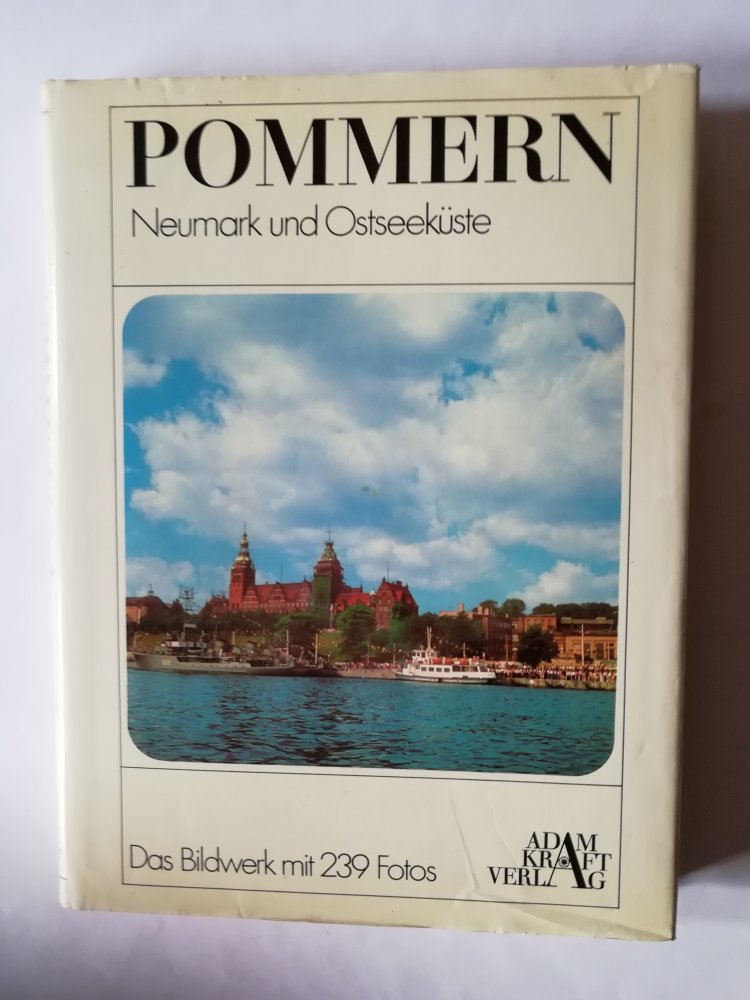 POMMERN
Neumark und Ostseeküste
Das Bildwerk mit 239 Fotos
ADAM
KRAFT
VERLAG